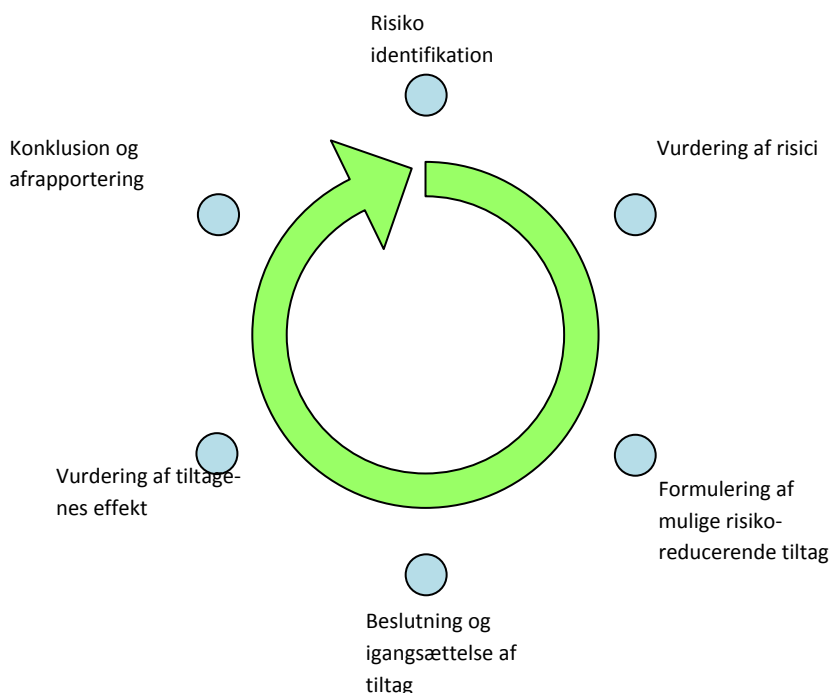 Risiko
identifikation
Vurdering af risici
Formulering af
mulige risiko-
reducerende tiltag
Beslutning og
igangsættelse af
tiltag
Vurdering af tiltage-
nes effekt
Konklusion og
afrapportering